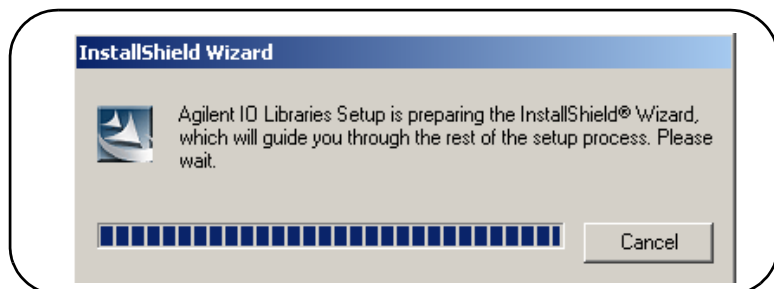 InstallShield Wizard
Agilent IO Libraries Setup is preparing the InstallShield® Wizard,
which will guide you through the rest of the setup process. Please
wait.
Cancel